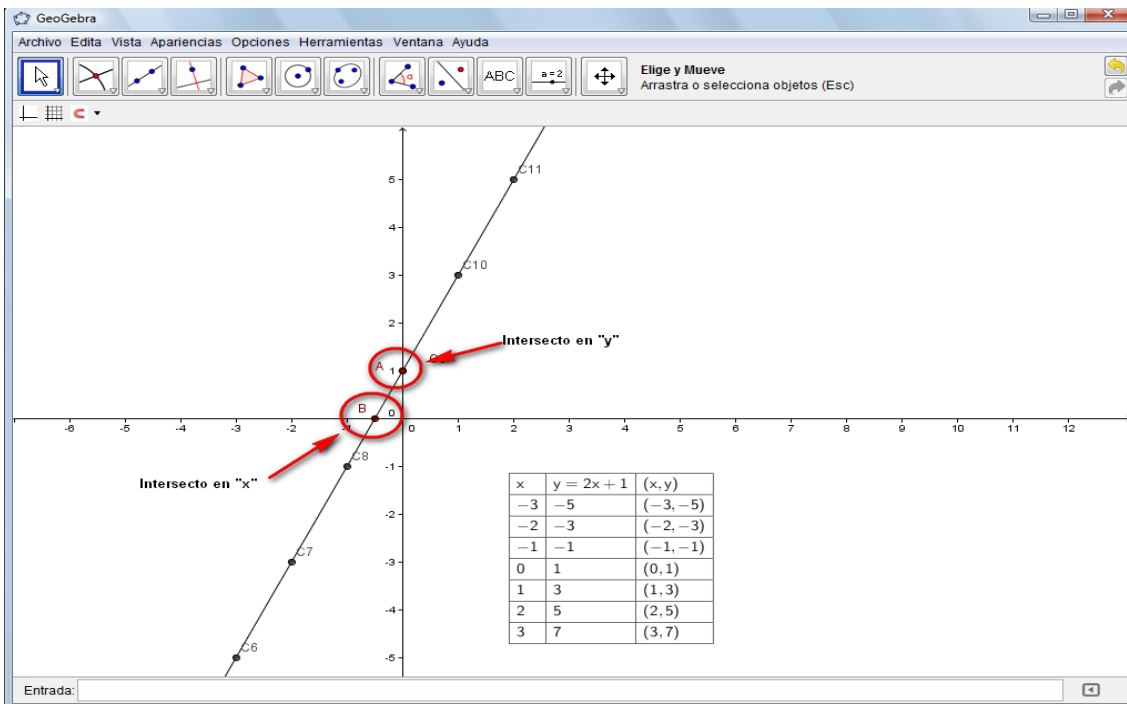 GeoGebra
Archivo Edita Vista Apariencias Opciones Herramientas Ventana Ayuda
ABC
a=2
α
Elige y Mueve
Arrastra o selecciona objetos (Esc)
5
C11
4
3
C10
2
Intersecto en "y"
A
1
B
0
-6 -5 -4 -3 -2 -1 0 1 2 3 4 5 6 7 8 9 10 11 12
C8
-1
Intersecto en "x"
-2
C7
-3
-4
C6
-5
x y = 2x + 1 (x, y)
−3 −5 (−3, −5)
−2 −3 (−2, −3)
−1 −1 (−1, −1)
0 1 (0, 1)
1 3 (1, 3)
2 5 (2, 5)
3 7 (3, 7)
Entrada: